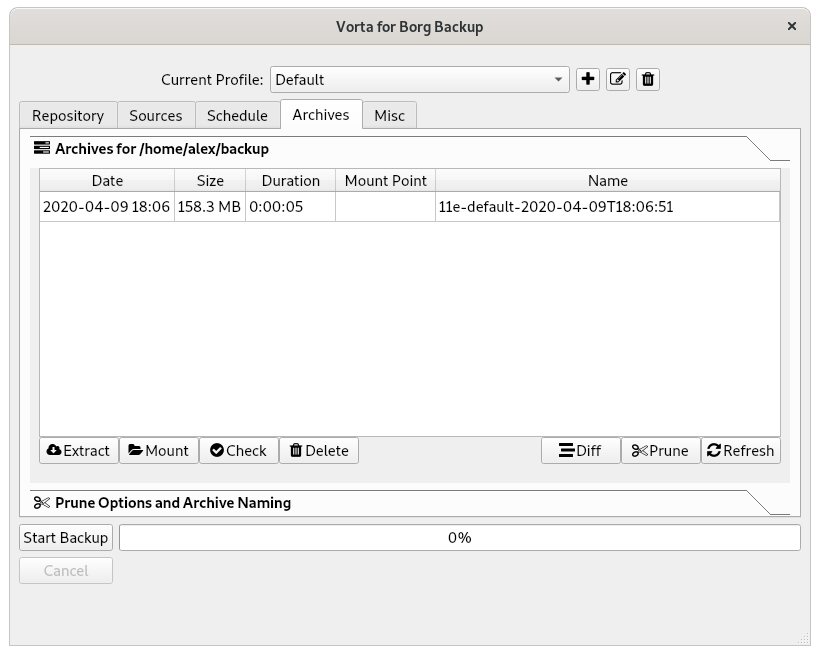 Vorta for Borg Backup
Current Profile: Default
Repository Sources Schedule Archives Misc
Archives for /home/alex/backup
Date Size Duration Mount Point Name
2020-04-09 18:06 158.3 MB 0:00:05 11e-default-2020-04-09T18:06:51
Extract Mount Check Delete Diff Prune Refresh
Prune Options and Archive Naming
Start Backup 0%
Cancel